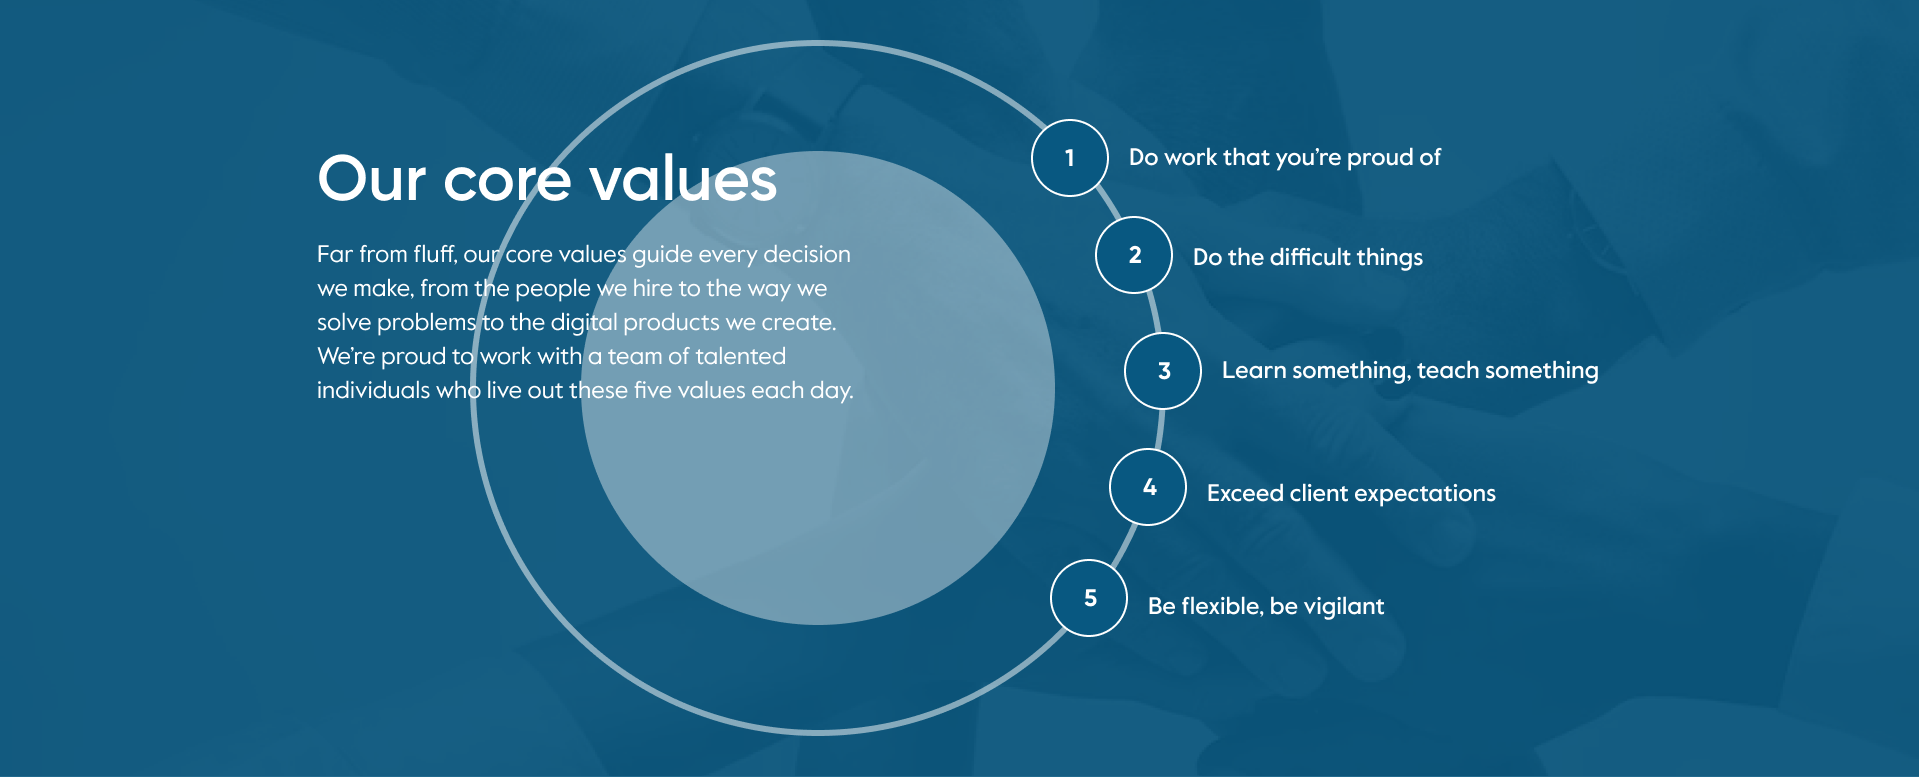 Our core values
Far from fluff, our core values guide every decision
we make, from the people we hire to the way we
solve problems to the digital products we create.
We’re proud to work with a team of talented
individuals who live out these five values each day.
1 Do work that you’re proud of
2 Do the difficult things
3 Learn something, teach something
4 Exceed client expectations
5 Be flexible, be vigilant